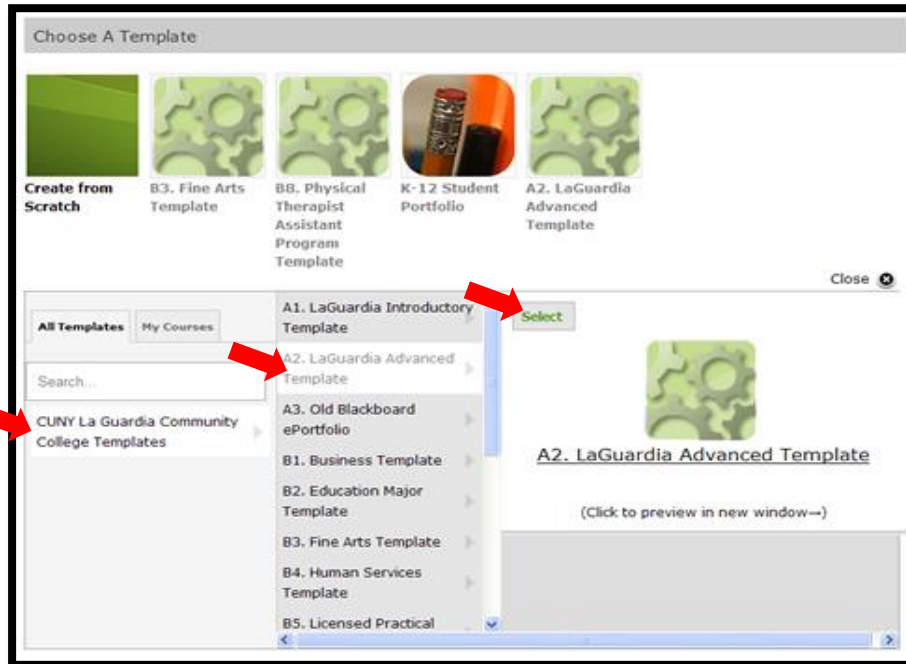 Choose A Template
Create from
Scratch
B3. Fine Arts
Template
B8. Physical
Therapist
Assistant
Program
Template
K-12 Student
Portfolio
A2. LaGuardia
Advanced
Template
Close
All Templates
My Courses
Search...
CUNY La Guardia Community
College Templates
A1. LaGuardia Introductory
Template
A2. LaGuardia Advanced
Template
A3. Old Blackboard
ePortfolio
B1. Business Template
B2. Education Major
Template
B3. Fine Arts Template
B4. Human Services
Template
B5. Licensed Practical
Select
A2. LaGuardia Advanced Template
(Click to preview in new window→)